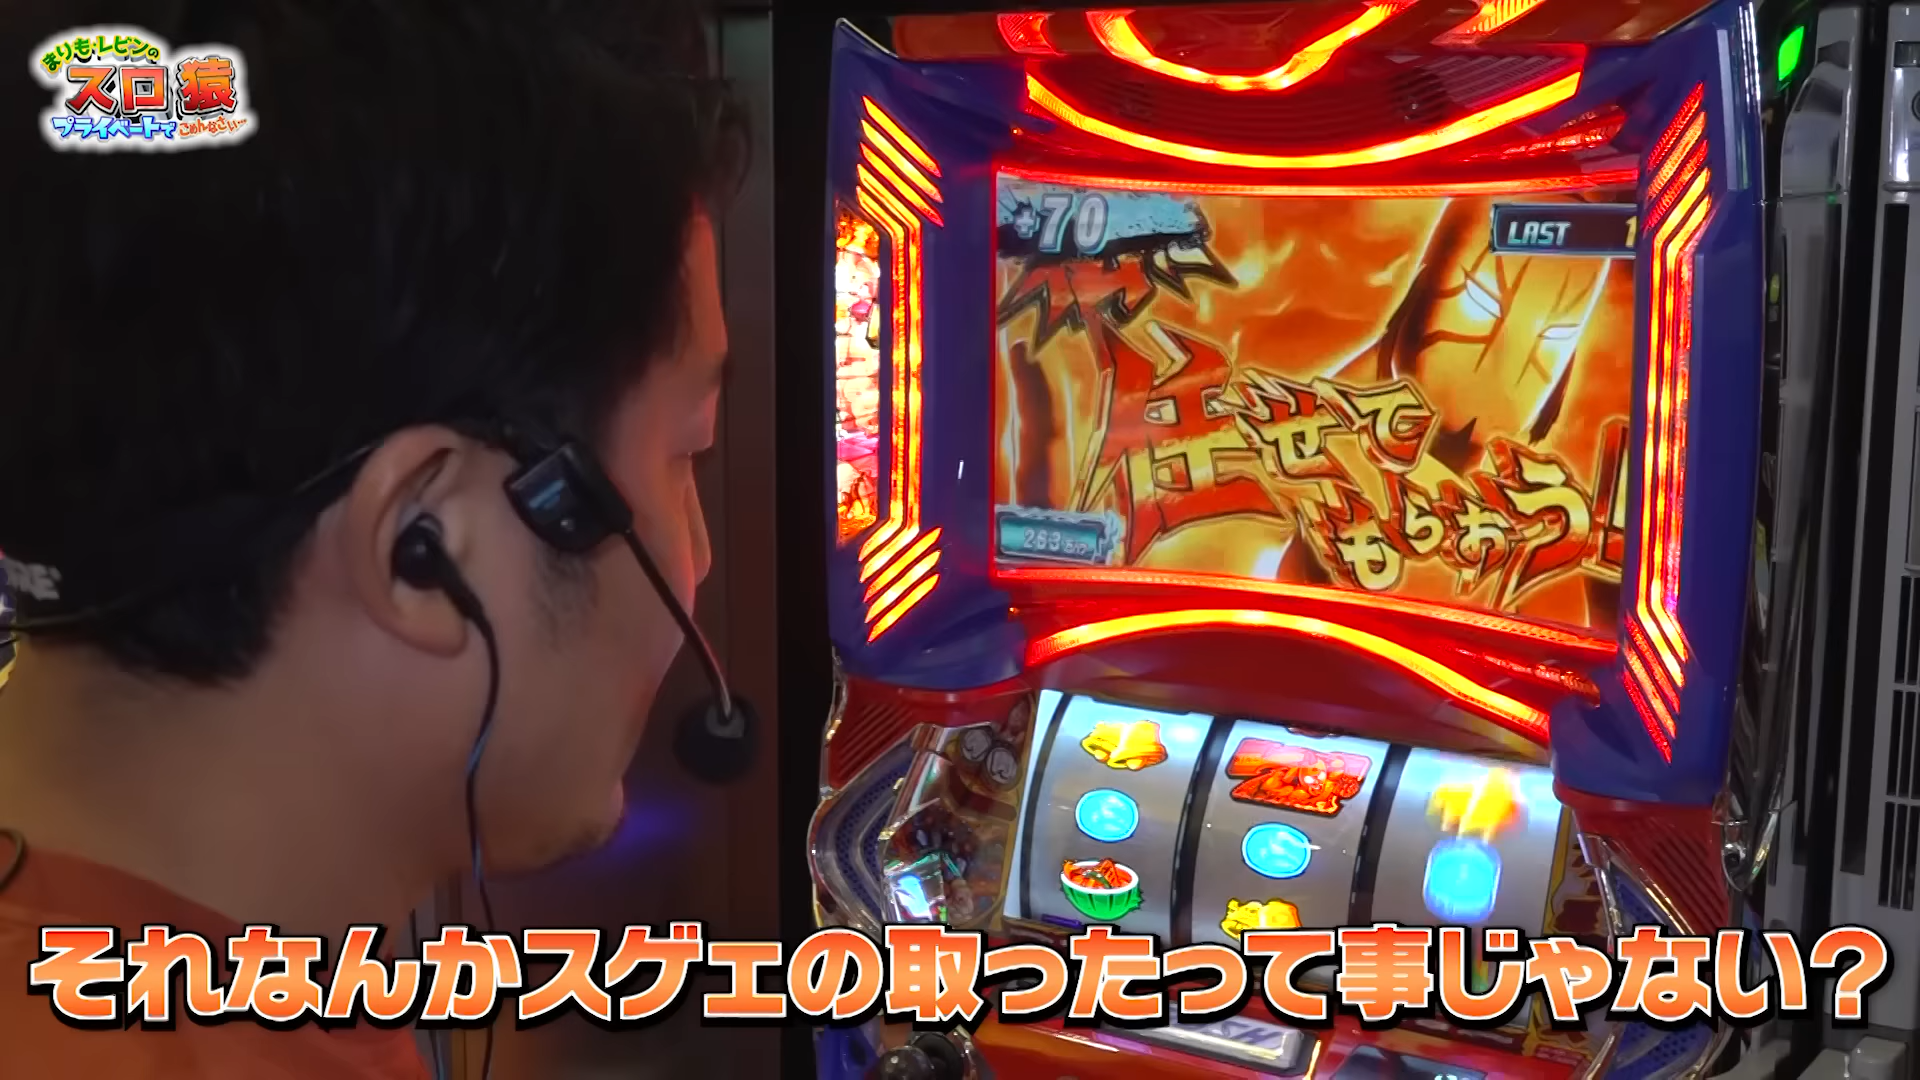 まりも・レビンの
スロ猿
プライベートで
ごめんなさい…
+70
LAST 1
任せて
もらおう!
263
それなんかスゲェの取ったって事じゃない?